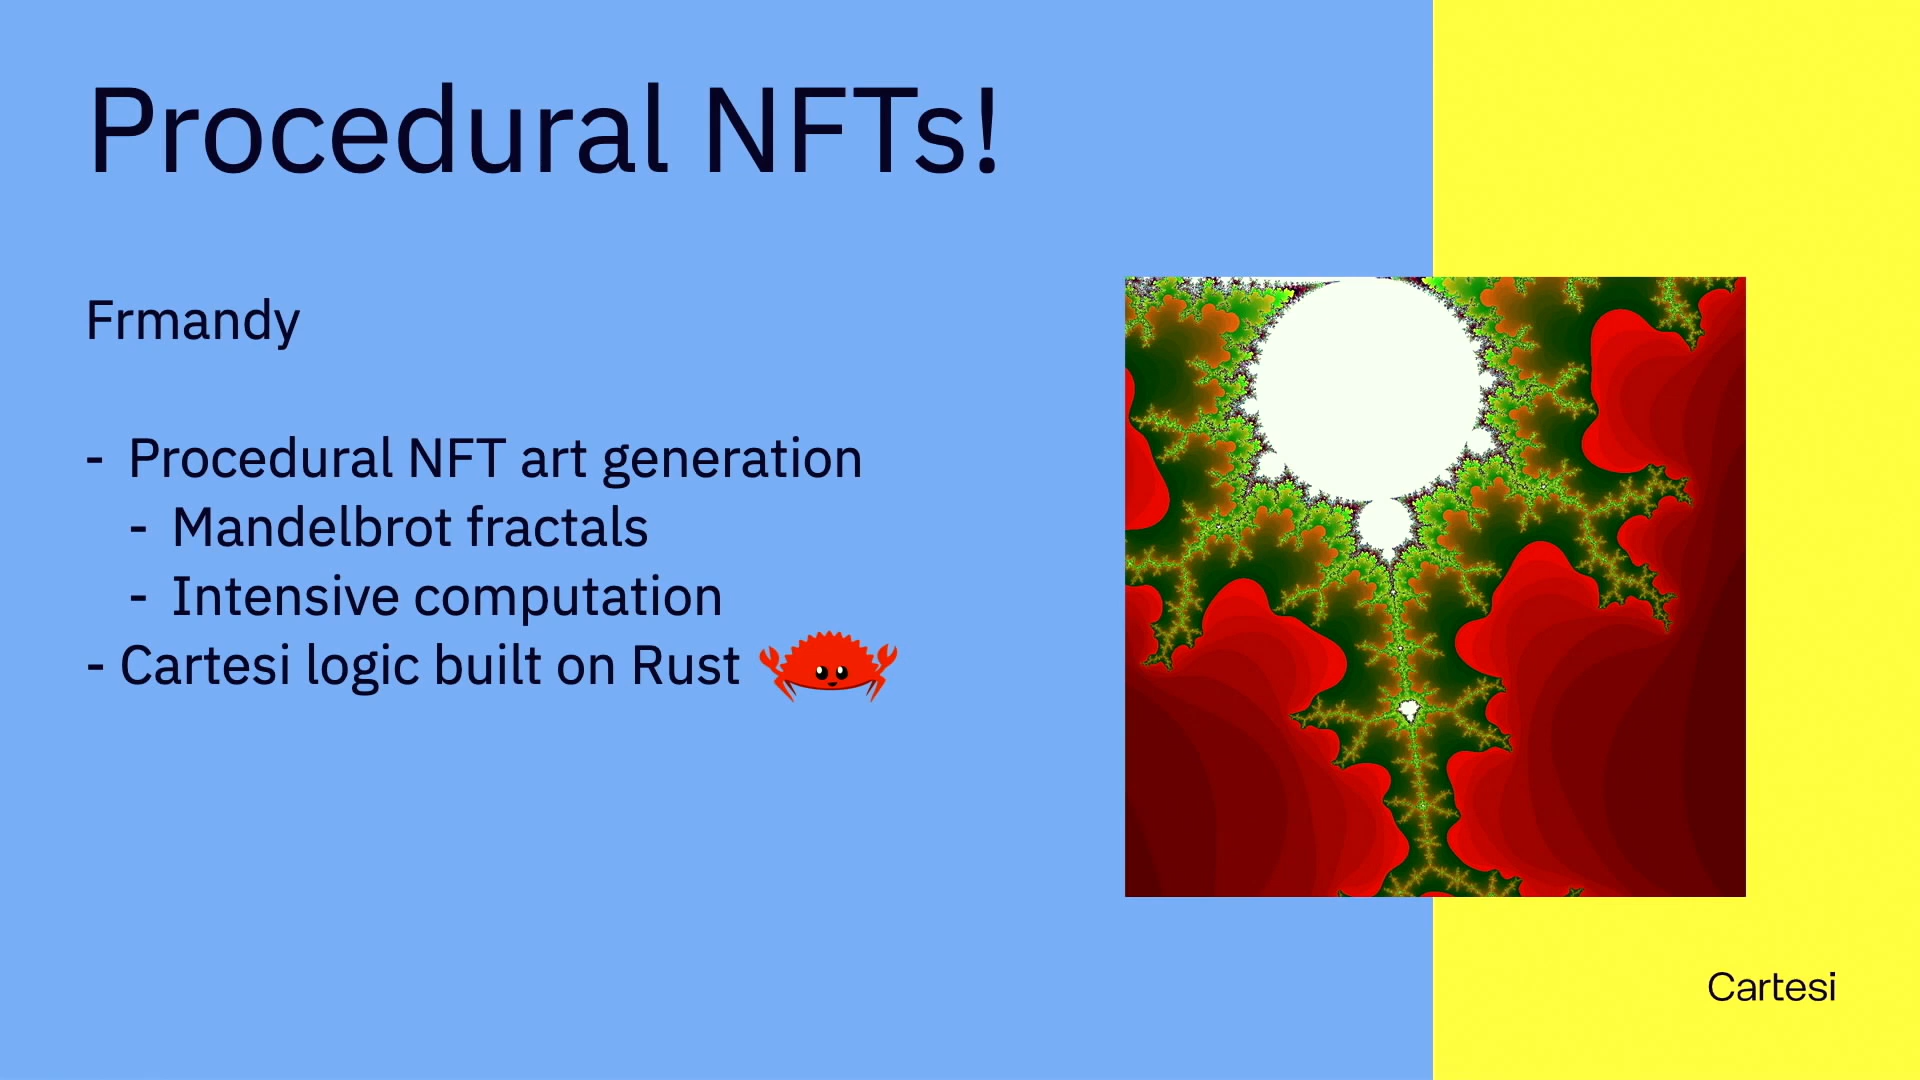 Procedural NFTs!
Frmandy
- Procedural NFT art generation
- Mandelbrot fractals
- Intensive computation
- Cartesi logic built on Rust
Cartesi